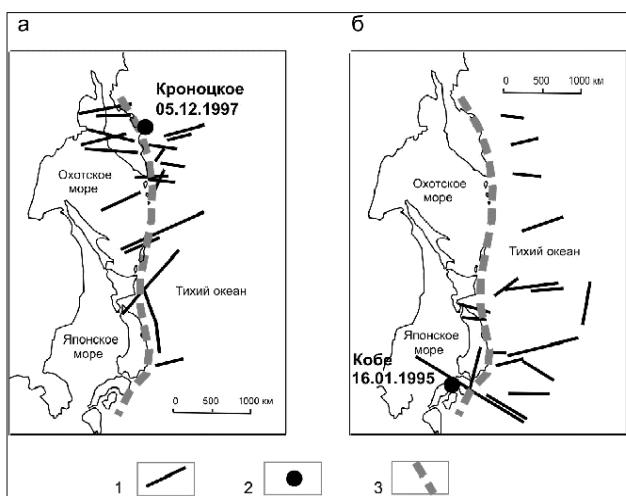 а
Кроноцкое
05.12.1997
Охотское
море
Тихий океан
Японское
море
0 500 1000 км
б
0 500 1000 км
Охотское
море
Тихий океан
Японское
море
Кобе
16.01.1995
1
2
3